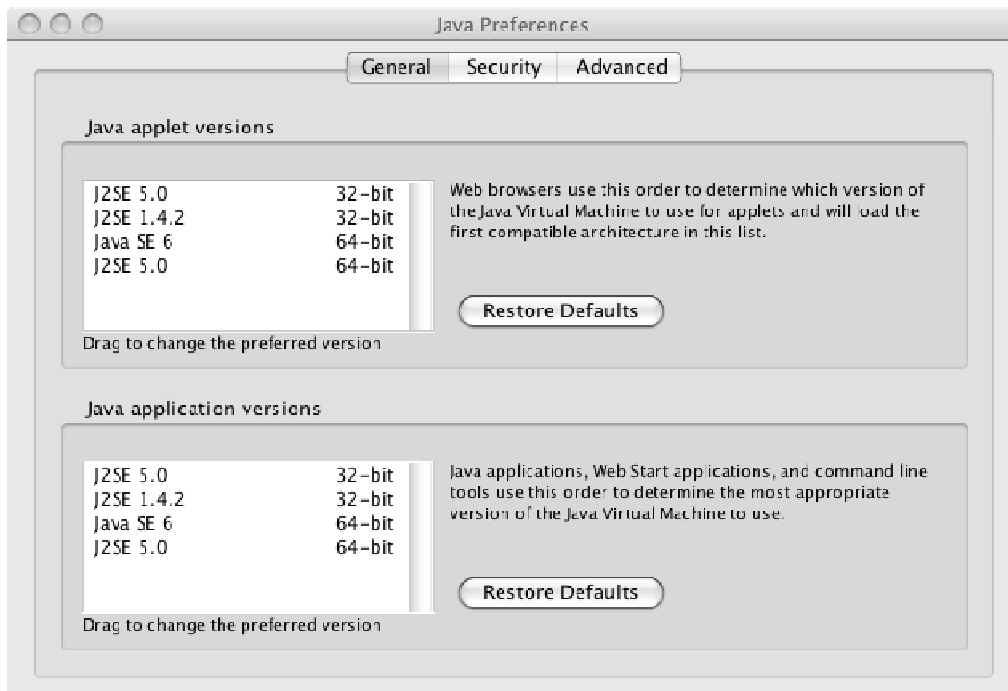 Java Preferences
General Security Advanced
Java applet versions
J2SE 5.0 32-bit
J2SE 1.4.2 32-bit
Java SE 6 64-bit
J2SE 5.0 64-bit
Web browsers use this order to determine which version of
the Java Virtual Machine to use for applets and will load the
first compatible architecture in this list.
Restore Defaults
Drag to change the preferred version
Java application versions
J2SE 5.0 32-bit
J2SE 1.4.2 32-bit
Java SE 6 64-bit
J2SE 5.0 64-bit
Java applications, Web Start applications, and command line
tools use this order to determine the most appropriate
version of the Java Virtual Machine to use.
Restore Defaults
Drag to change the preferred version